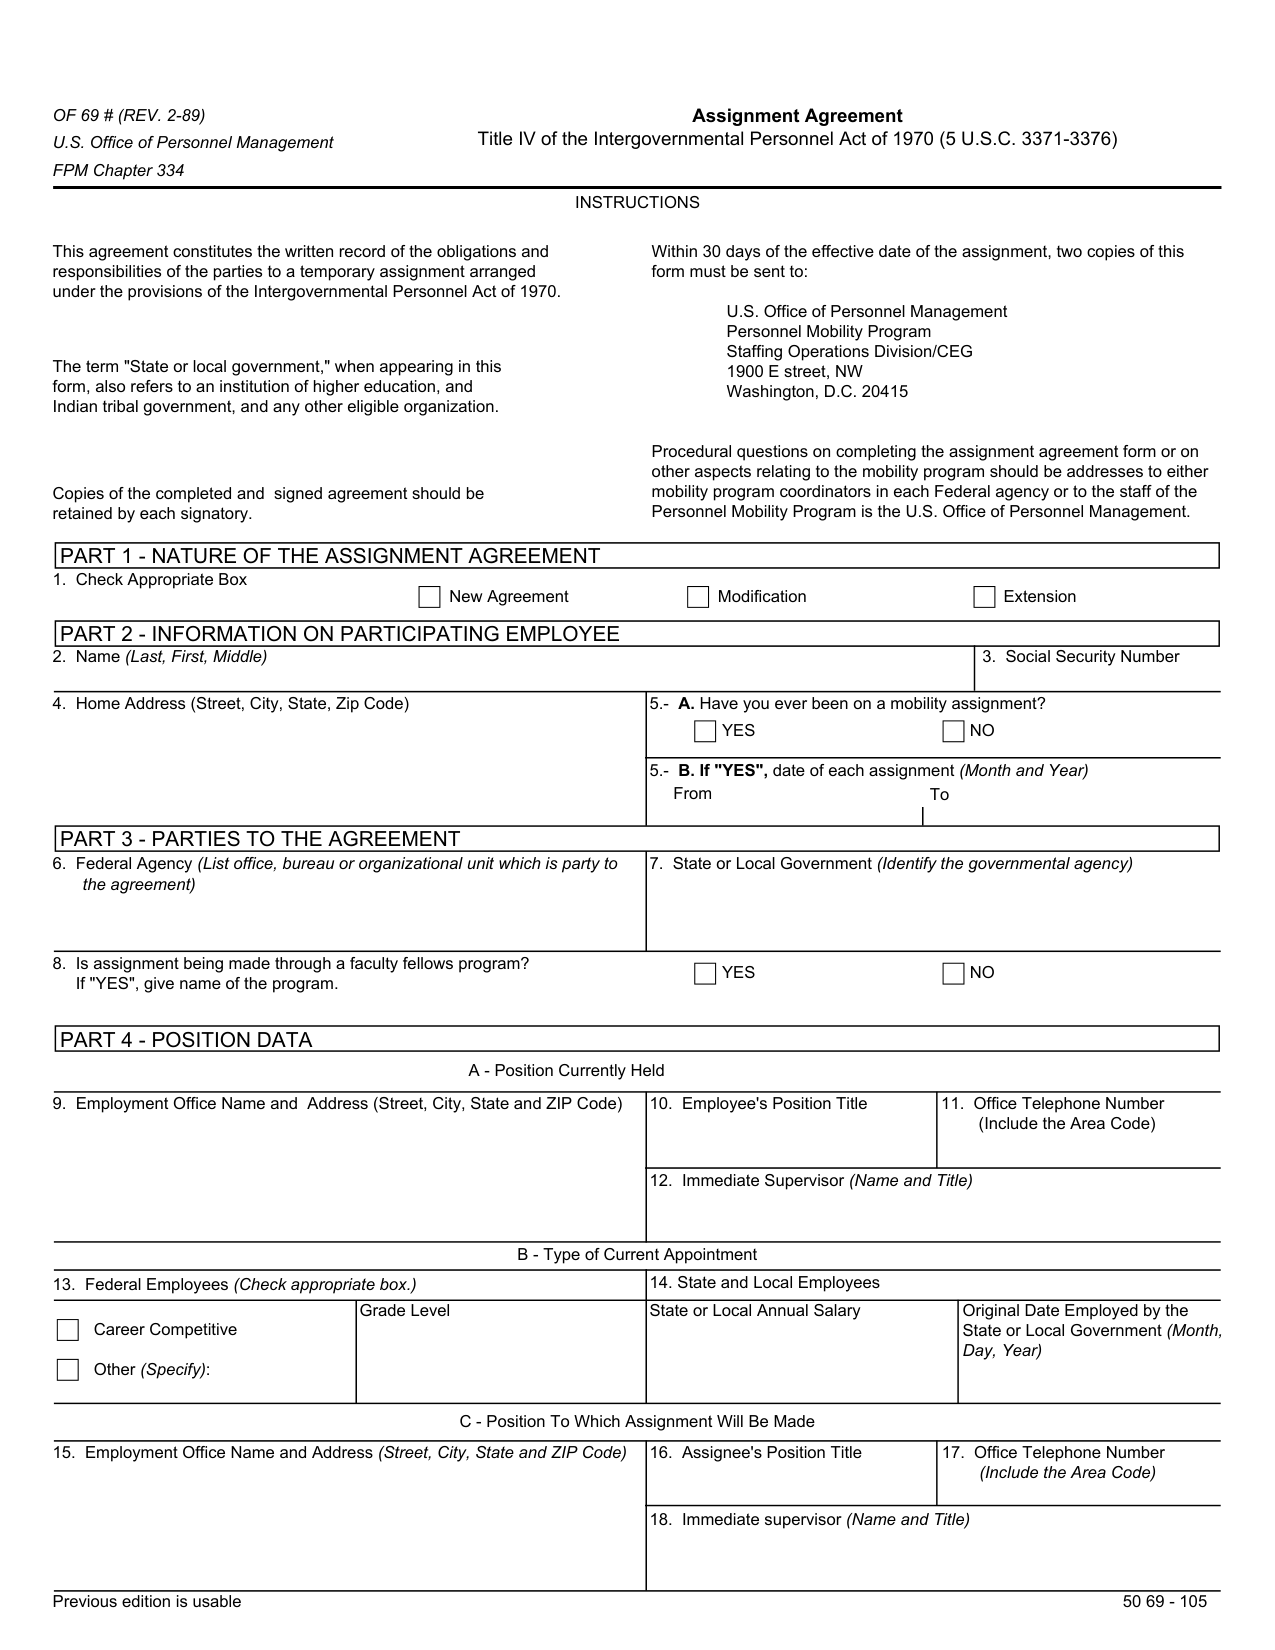 OF 69 # (REV. 2-89)
U.S. Office of Personnel Management
FPM Chapter 334
Assignment Agreement
Title IV of the Intergovernmental Personnel Act of 1970 (5 U.S.C. 3371-3376)
INSTRUCTIONS
This agreement constitutes the written record of the obligations and
responsibilities of the parties to a temporary assignment arranged
under the provisions of the Intergovernmental Personnel Act of 1970.
The term "State or local government," when appearing in this
form, also refers to an institution of higher education, and
Indian tribal government, and any other eligible organization.
Copies of the completed and  signed agreement should be
retained by each signatory.
Within 30 days of the effective date of the assignment, two copies of this
form must be sent to:
U.S. Office of Personnel Management
Personnel Mobility Program
Staffing Operations Division/CEG
1900 E street, NW
Washington, D.C. 20415
Procedural questions on completing the assignment agreement form or on
other aspects relating to the mobility program should be addresses to either
mobility program coordinators in each Federal agency or to the staff of the
Personnel Mobility Program is the U.S. Office of Personnel Management.
PART 1 - NATURE OF THE ASSIGNMENT AGREEMENT
1. Check Appropriate Box
New Agreement
Modification
Extension
PART 2 - INFORMATION ON PARTICIPATING EMPLOYEE
2. Name (Last, First, Middle)
3. Social Security Number
4. Home Address (Street, City, State, Zip Code)
5.- A. Have you ever been on a mobility assignment?
YES
NO
5.- B. If "YES", date of each assignment (Month and Year)
From
To
PART 3 - PARTIES TO THE AGREEMENT
6. Federal Agency (List office, bureau or organizational unit which is party to
the agreement)
7. State or Local Government (Identify the governmental agency)
8. Is assignment being made through a faculty fellows program?
If "YES", give name of the program.
YES
NO
PART 4 - POSITION DATA
A - Position Currently Held
9. Employment Office Name and  Address (Street, City, State and ZIP Code)
10. Employee's Position Title
11. Office Telephone Number
(Include the Area Code)
12. Immediate Supervisor (Name and Title)
B - Type of Current Appointment
13. Federal Employees (Check appropriate box.)
14. State and Local Employees
Career Competitive
Other (Specify):
Grade Level
State or Local Annual Salary
Original Date Employed by the
State or Local Government (Month,
Day, Year)
C - Position To Which Assignment Will Be Made
15. Employment Office Name and Address (Street, City, State and ZIP Code)
16. Assignee's Position Title
17. Office Telephone Number
(Include the Area Code)
18. Immediate supervisor (Name and Title)
Previous edition is usable
50 69 - 105